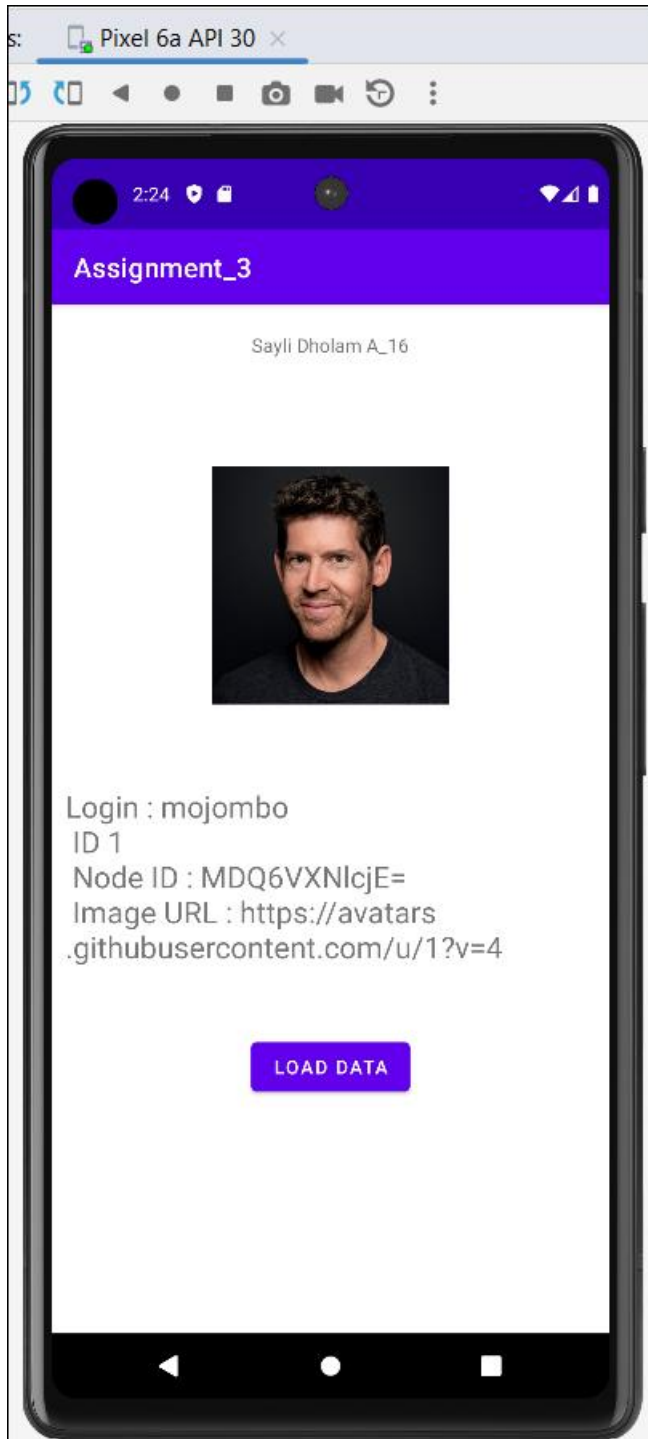 s: Pixel 6a API 30
2:24
Assignment_3
Sayli Dholam A_16
Login : mojombo
ID 1
Node ID : MDQ6VXNlcjE=
Image URL : https://avatars
.githubusercontent.com/u/1?v=4
LOAD DATA